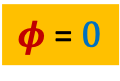 ϕ = 0